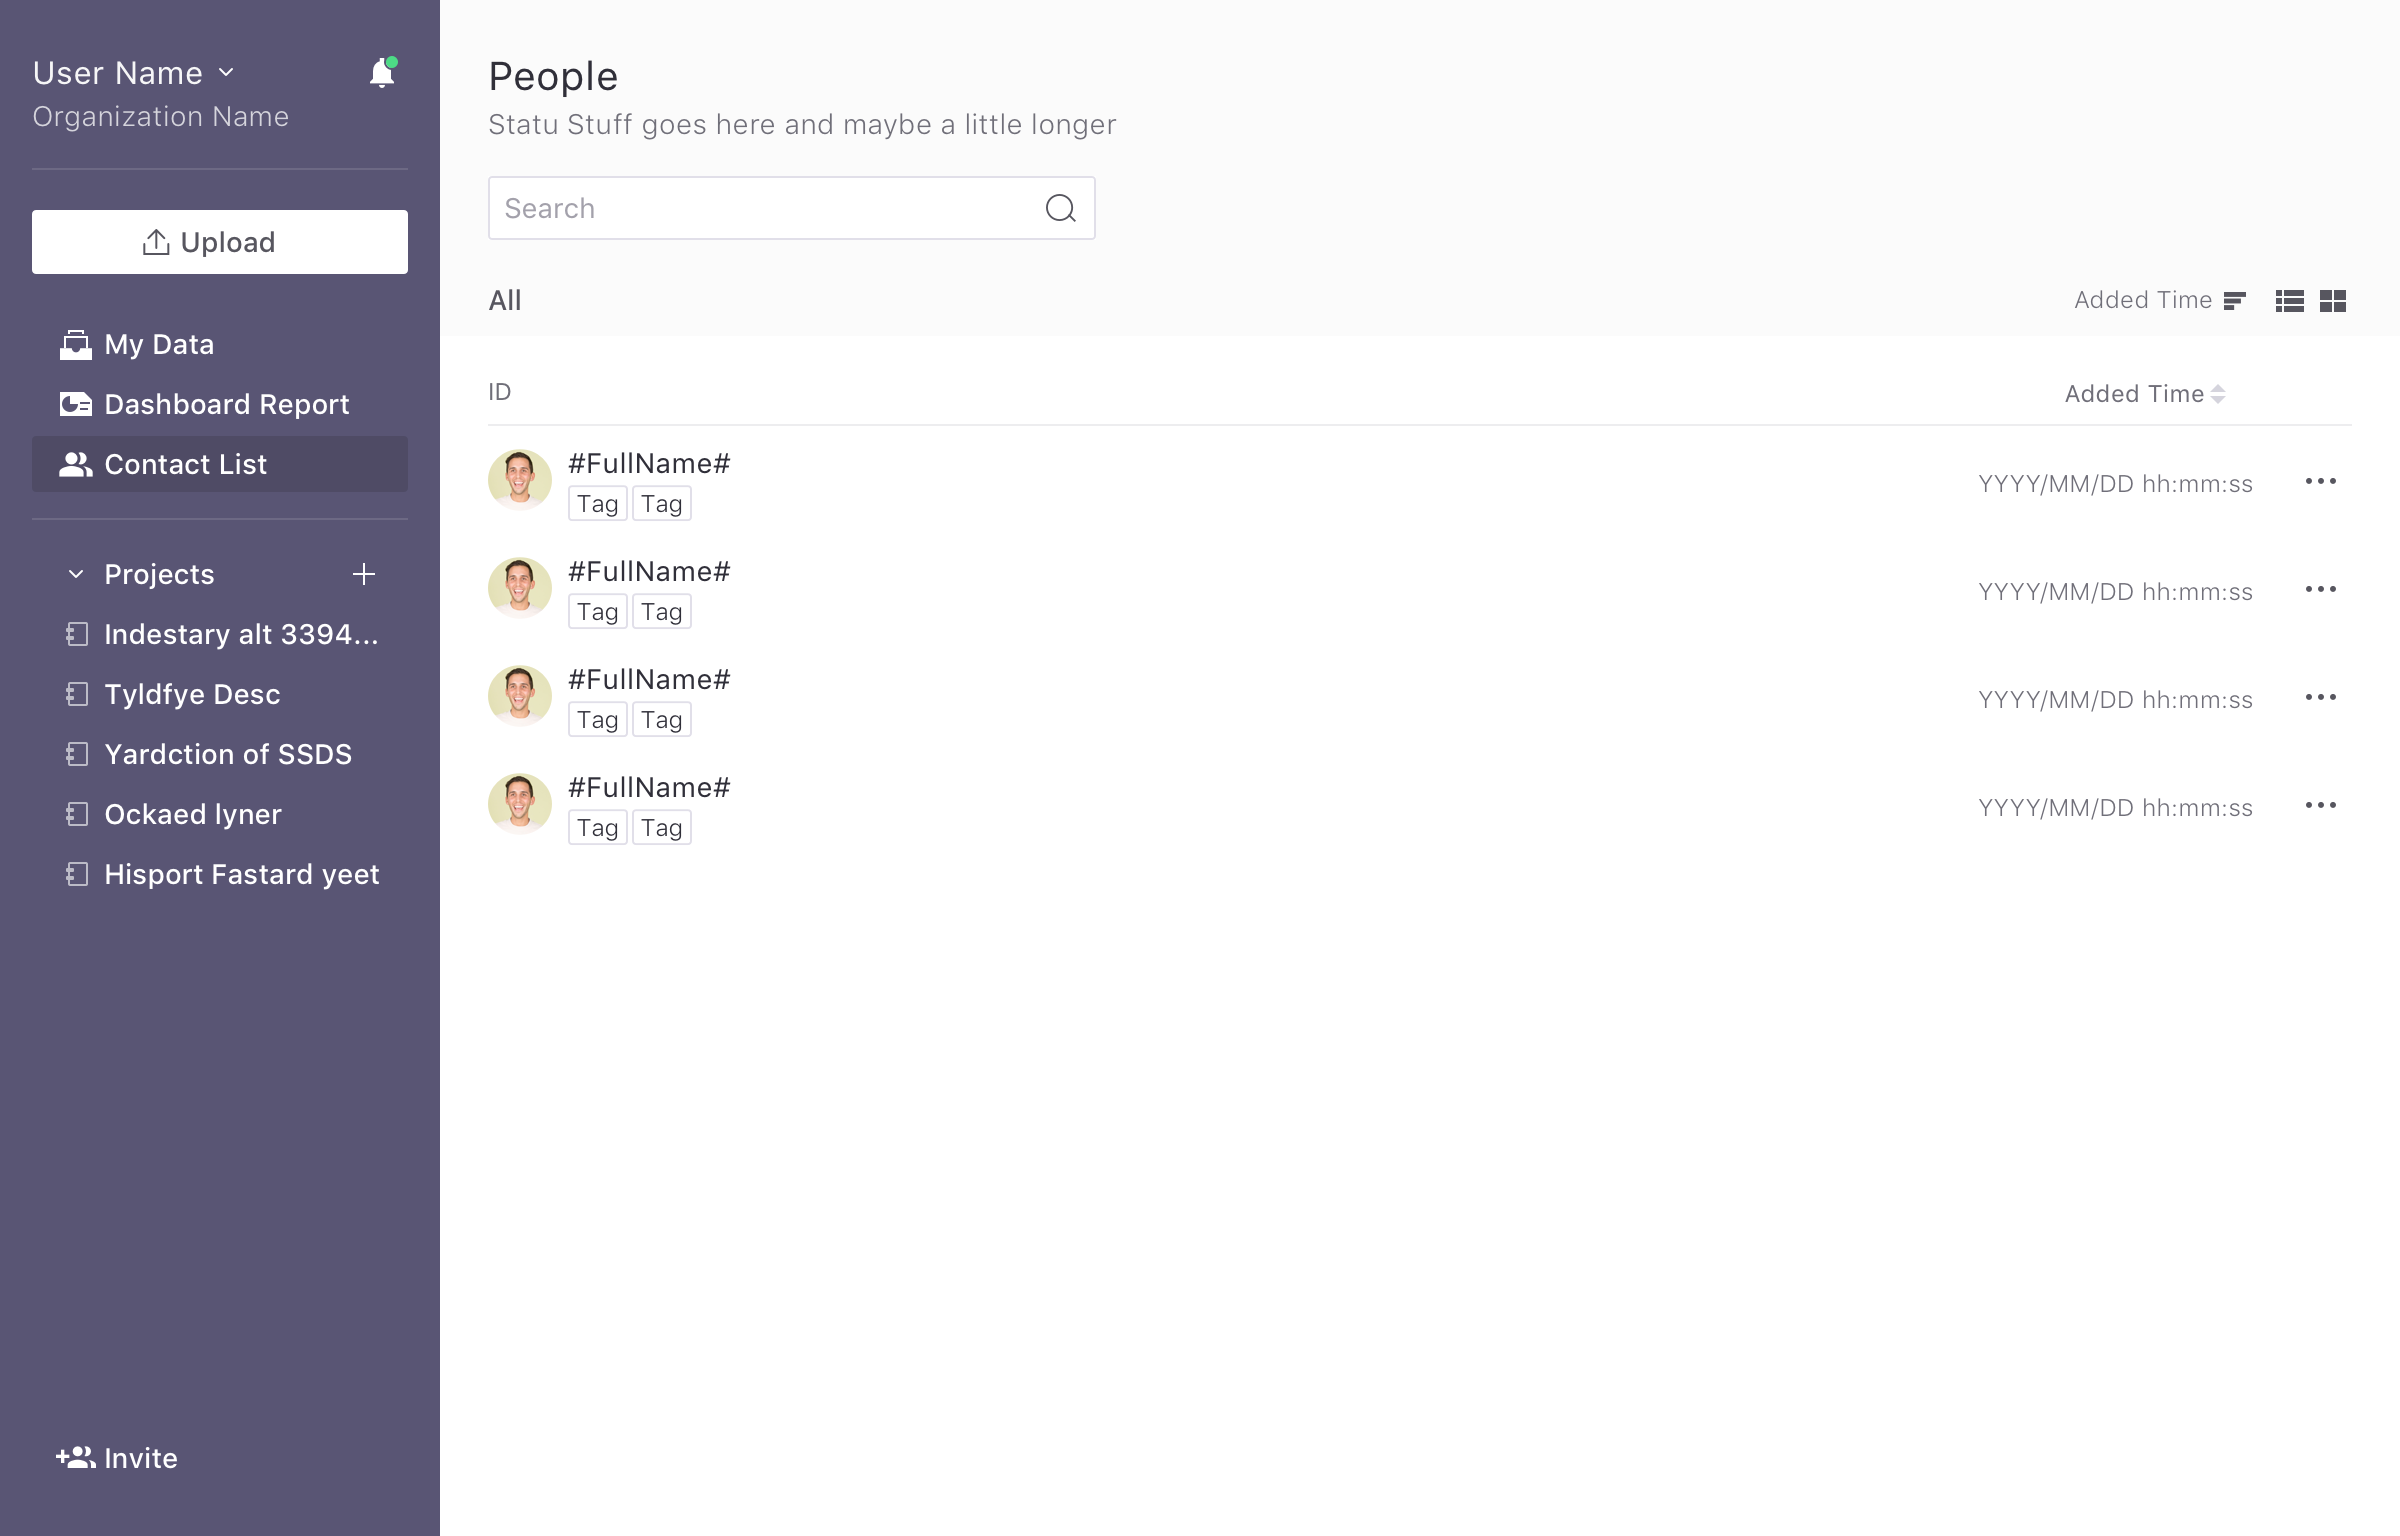 User Name
Organization Name
Upload
My Data
Dashboard Report
Contact List
Projects
Indestary alt 3394...
Tyldfye Desc
Yardction of SSDS
Ockaed lyner
Hisport Fastard yeet
Invite
People
Statu Stuff goes here and maybe a little longer
Search
All
Added Time
ID
Added Time
#FullName#
Tag Tag
YYYY/MM/DD hh:mm:ss
#FullName#
Tag Tag
YYYY/MM/DD hh:mm:ss
#FullName#
Tag Tag
YYYY/MM/DD hh:mm:ss
#FullName#
Tag Tag
YYYY/MM/DD hh:mm:ss